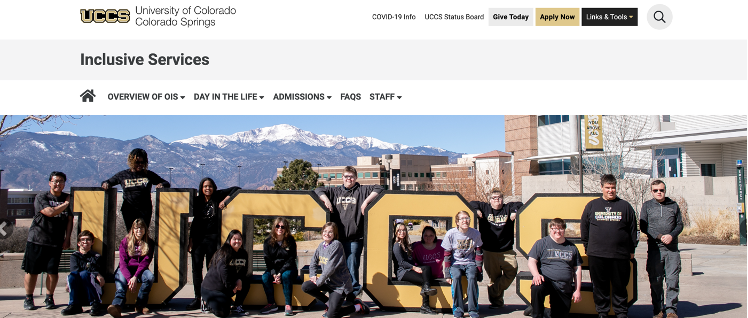 UCCS University of Colorado
Colorado Springs
COVID-19 Info UCCS Status Board Give Today Apply Now Links & Tools
Inclusive Services
OVERVIEW OF OIS DAY IN THE LIFE ADMISSIONS FAQS STAFF
UCCS